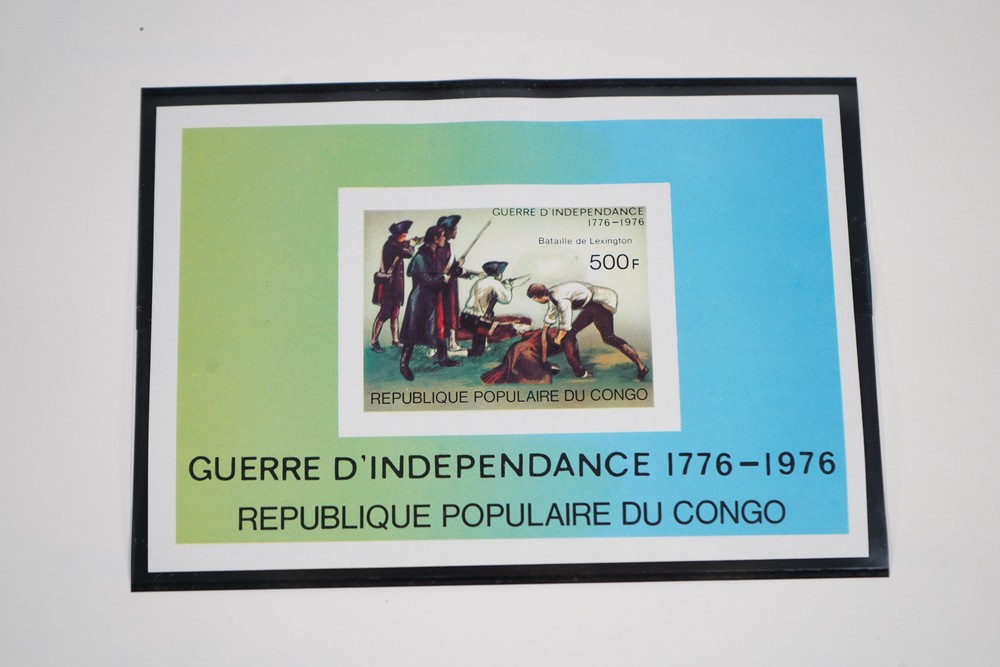 GUERRE D'INDEPENDANCE
1776–1976
Bataille de Lexington
500F
REPUBLIQUE POPULAIRE DU CONGO
GUERRE D'INDEPENDANCE 1776–1976
REPUBLIQUE POPULAIRE DU CONGO